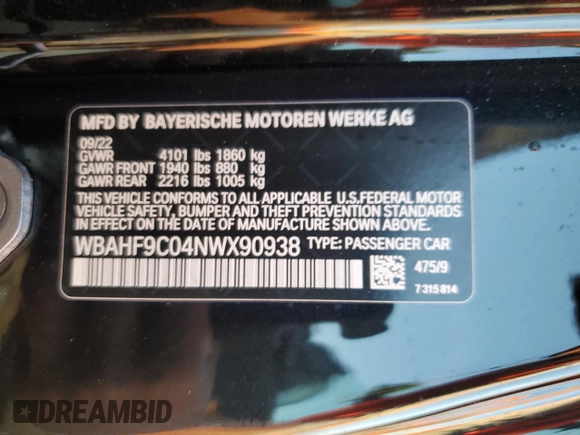 MFD BY BAYERISCHE MOTOREN WERKE AG
09/22
GVWR 4101 lbs 1860 kg
GAWR FRONT 1940 lbs 880 kg
GAWR REAR 2216 lbs 1005 kg
THIS VEHICLE CONFORMS TO ALL APPLICABLE U.S.FEDERAL MOTOR
VEHICLE SAFETY, BUMPER AND THEFT PREVENTION STANDARDS
IN EFFECT ON THE DATE OF MANUFACTURE SHOWN ABOVE.
WBAHF9C04NWX90938 TYPE: PASSENGER CAR
475/9
7 315 814
DREAMBID